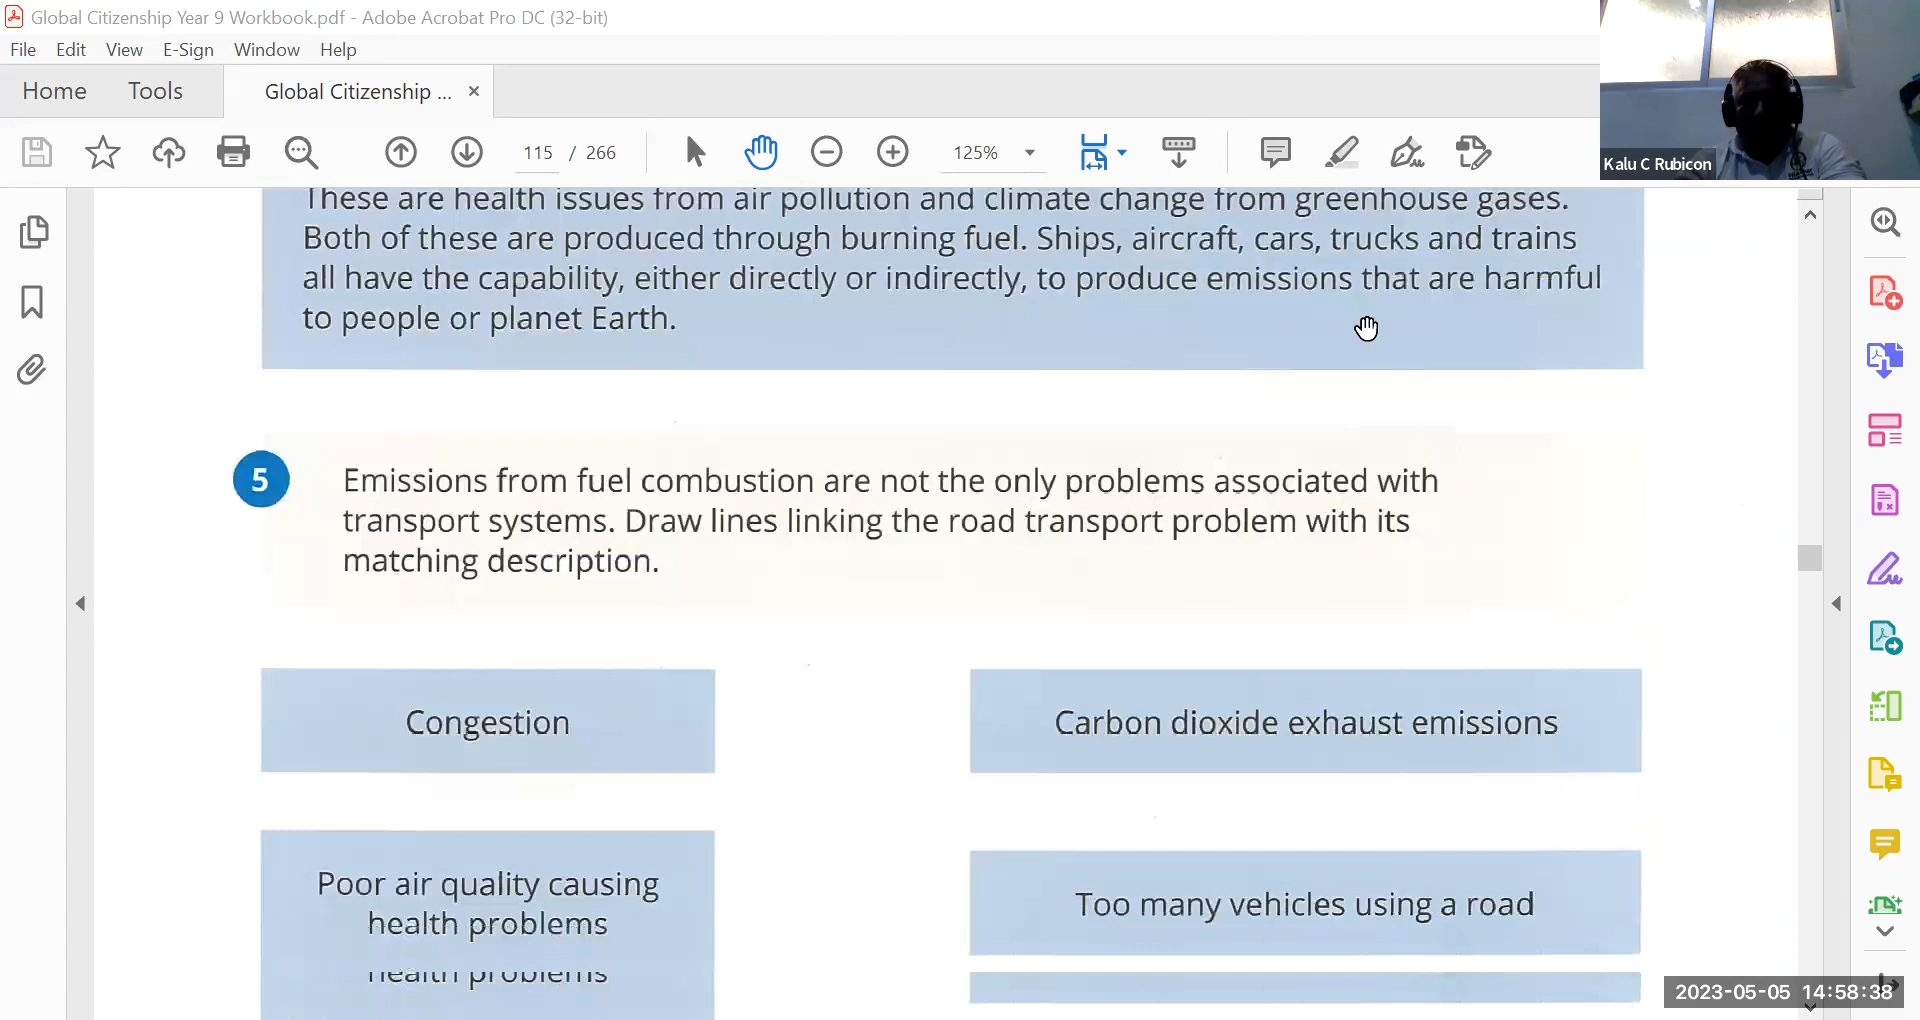 Global Citizenship Year 9 Workbook.pdf - Adobe Acrobat Pro DC (32-bit)
File Edit View E-Sign Window Help
Home Tools Global Citizenship ... ×
115 / 266 125%
Kalu C Rubicon
These are health issues from air pollution and climate change from greenhouse gases.
Both of these are produced through burning fuel. Ships, aircraft, cars, trucks and trains
all have the capability, either directly or indirectly, to produce emissions that are harmful
to people or planet Earth.
5 Emissions from fuel combustion are not the only problems associated with
transport systems. Draw lines linking the road transport problem with its
matching description.
Congestion
Carbon dioxide exhaust emissions
Poor air quality causing
health problems
health problems
Too many vehicles using a road
2023-05-05 14:58:38